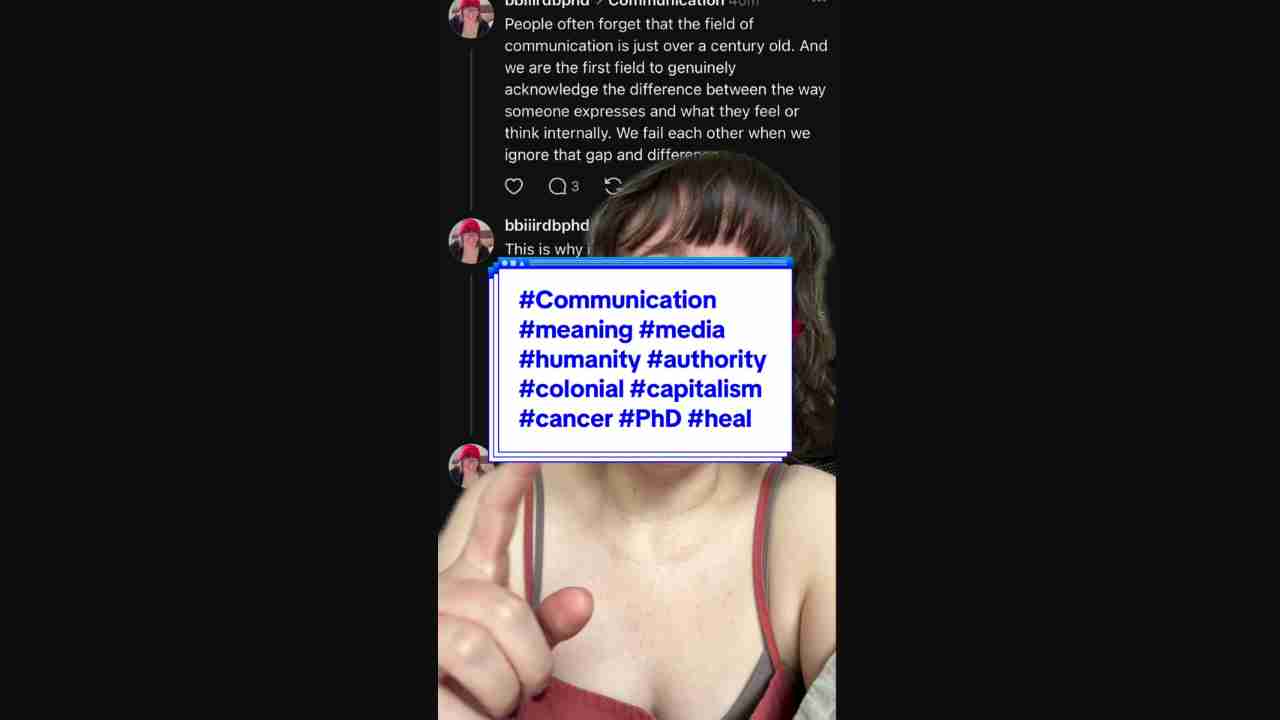 bbiiirdbphd > Communication 40m
People often forget that the field of
communication is just over a century old. And
we are the first field to genuinely
acknowledge the difference between the way
someone expresses and what they feel or
think internally. We fail each other when we
ignore that gap and difference
3
bbiiirdbphd
This is why
#Communication
#meaning #media
#humanity #authority
#colonial #capitalism
#cancer #PhD #heal